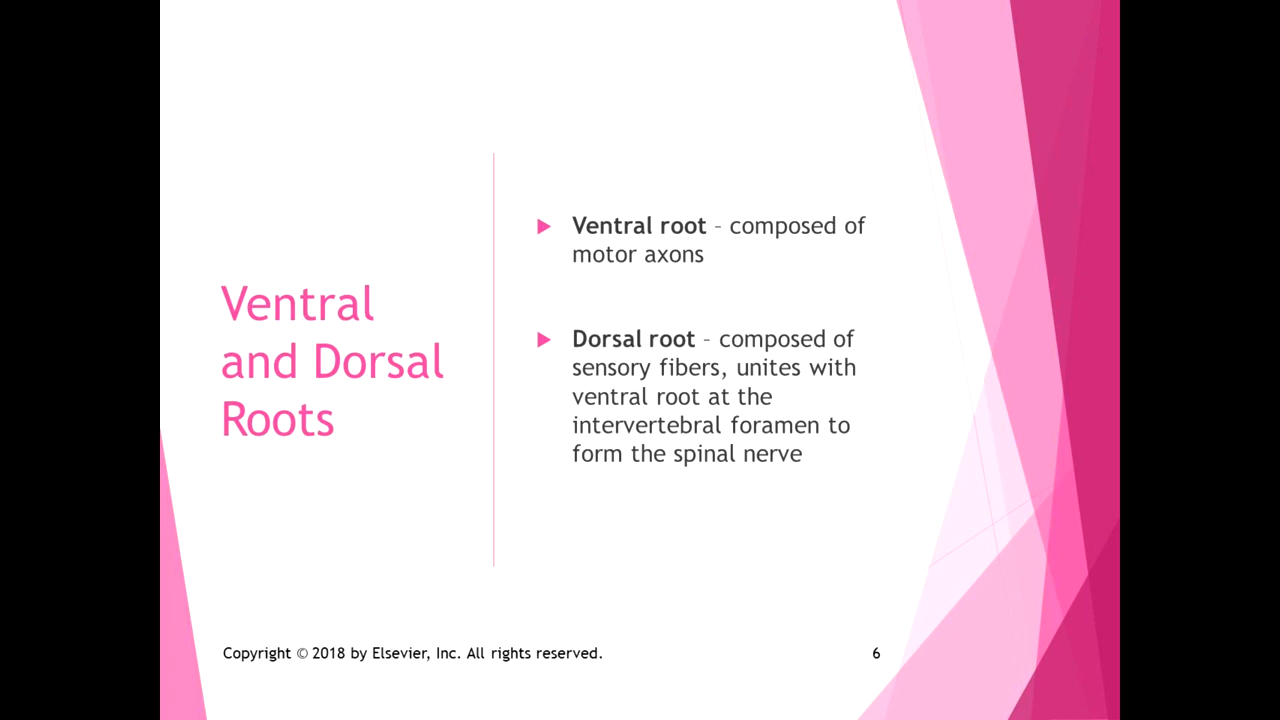 Ventral
and Dorsal
Roots
Ventral root – composed of
motor axons
Dorsal root – composed of
sensory fibers, unites with
ventral root at the
intervertebral foramen to
form the spinal nerve
Copyright © 2018 by Elsevier, Inc. All rights reserved.
6